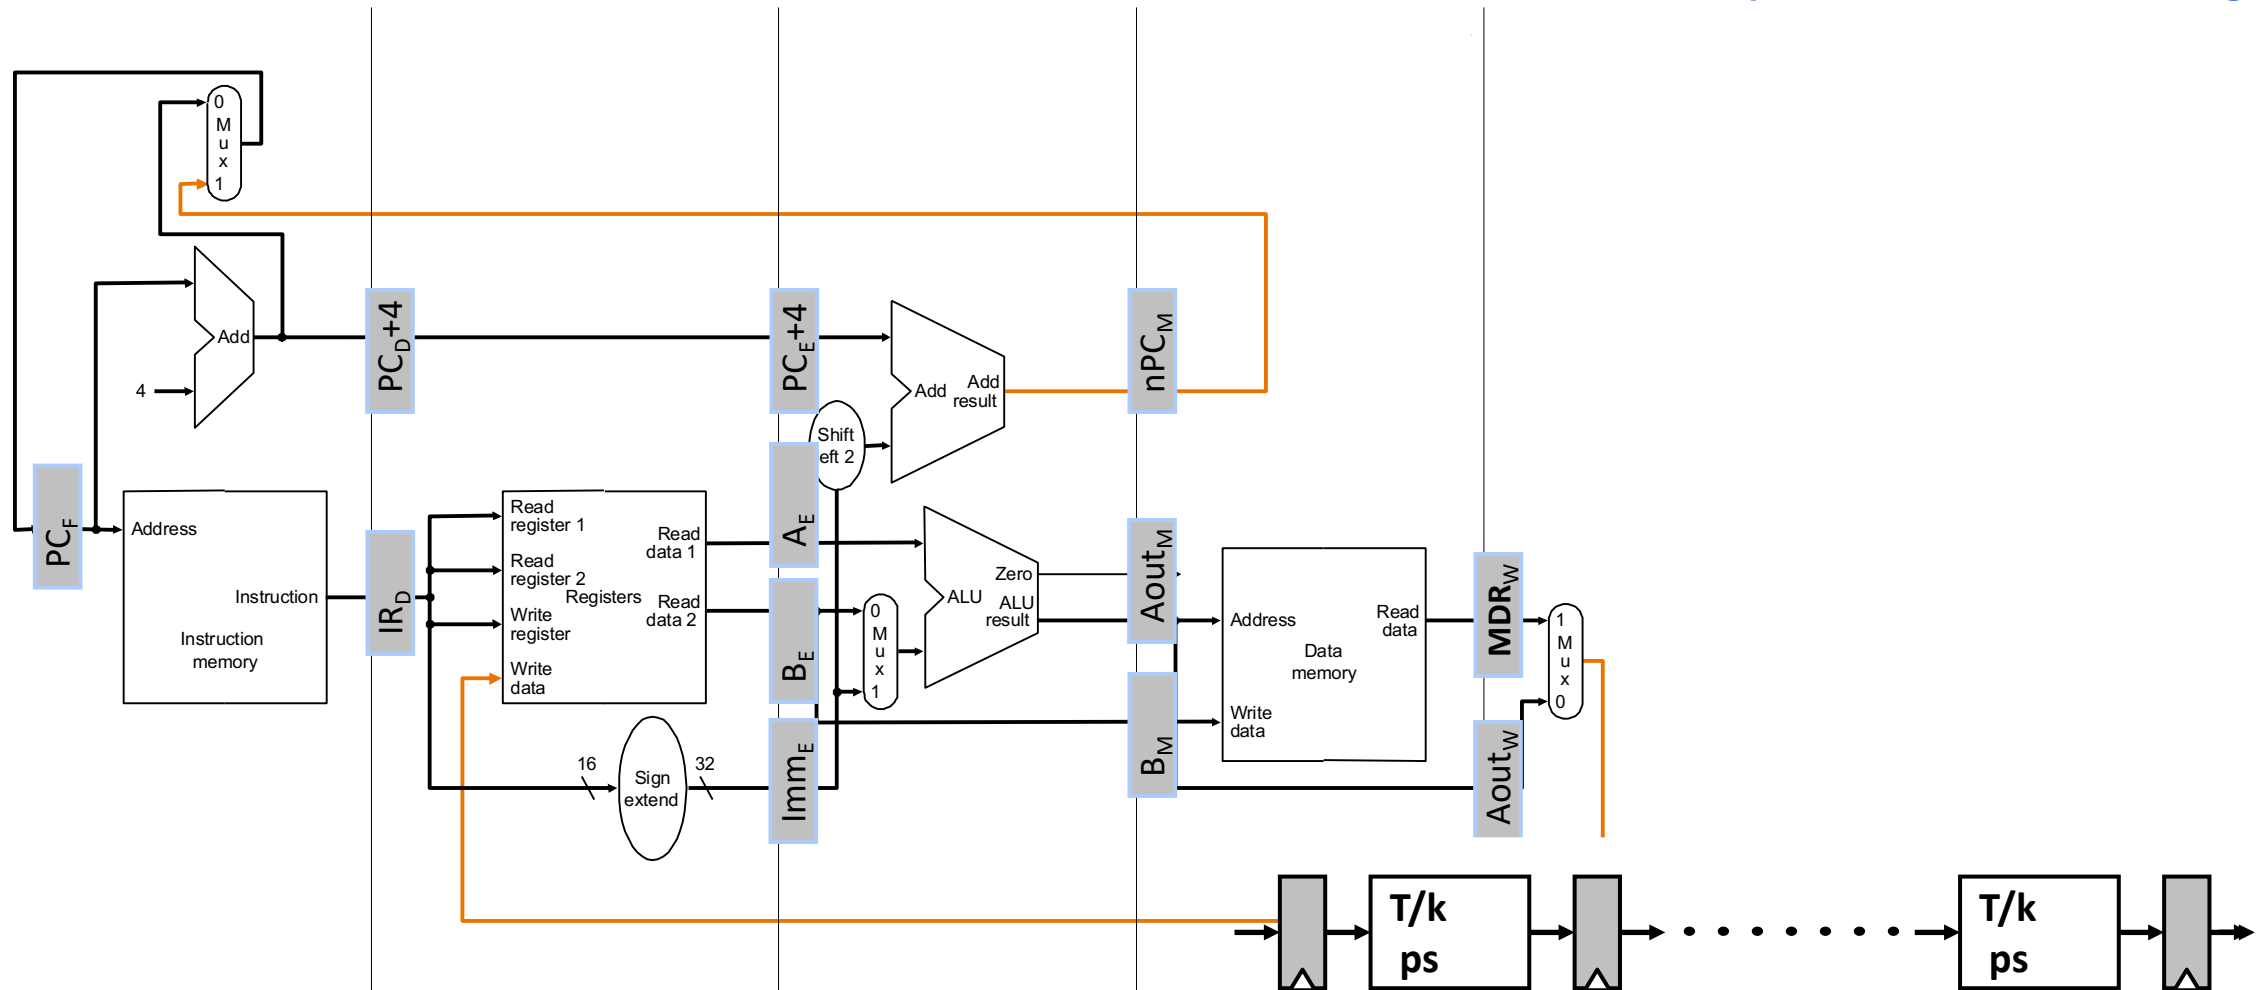 0
M
u
x
1
Add
4
PCD+4
PCE+4
nPCM
Add
Add
result
Shift
eft 2
PCF
Address
Instruction
Instruction
memory
IRD
Read
register 1
Read
register 2
Write
register
Write
data
Registers
Read
data 1
Read
data 2
16
Sign
extend
32
AE
BE
ImmE
0
M
u
x
1
Zero
ALU
ALU
result
AoutM
BM
Address
Write
data
Data
memory
Read
data
MDRW
AoutW
1
M
u
x
0
T/k
ps
T/k
ps